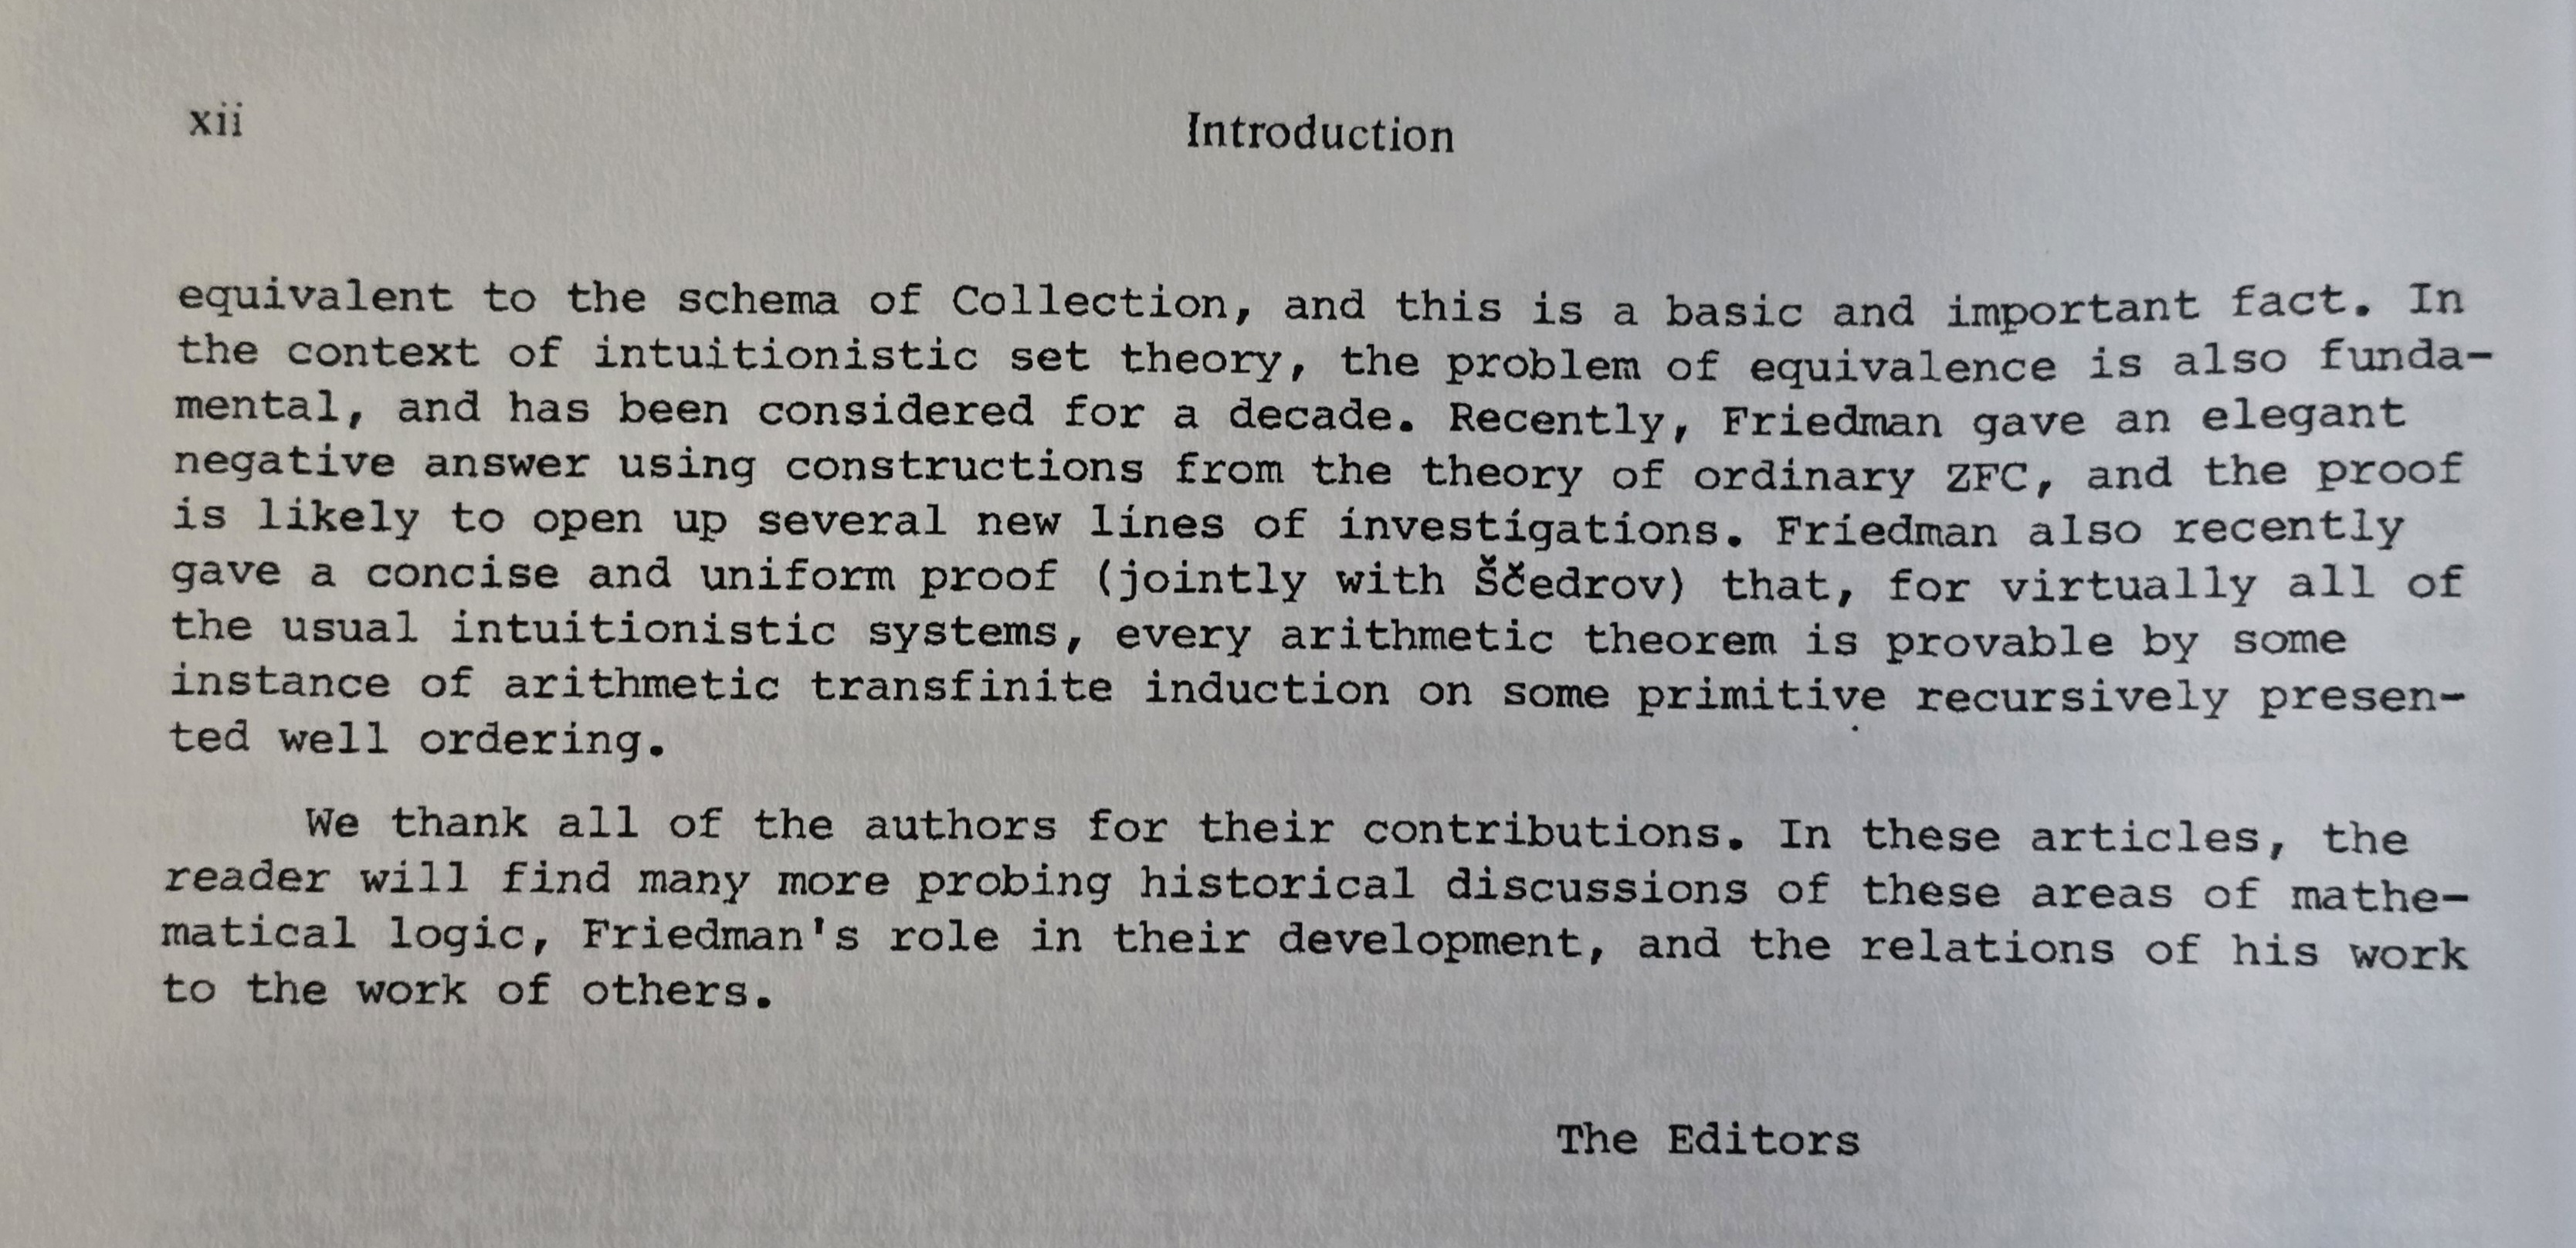 xii
Introduction
equivalent to the schema of Collection, and this is a basic and important fact. In
the context of intuitionistic set theory, the problem of equivalence is also funda-
mental, and has been considered for a decade. Recently, Friedman gave an elegant
negative answer using constructions from the theory of ordinary ZFC, and the proof
is likely to open up several new lines of investigations. Friedman also recently
gave a concise and uniform proof (jointly with Ščedrov) that, for virtually all of
the usual intuitionistic systems, every arithmetic theorem is provable by some
instance of arithmetic transfinite induction on some primitive recursively presen-
ted well ordering.
We thank all of the authors for their contributions. In these articles, the
reader will find many more probing historical discussions of these areas of mathe-
matical logic, Friedman's role in their development, and the relations of his work
to the work of others.
The Editors